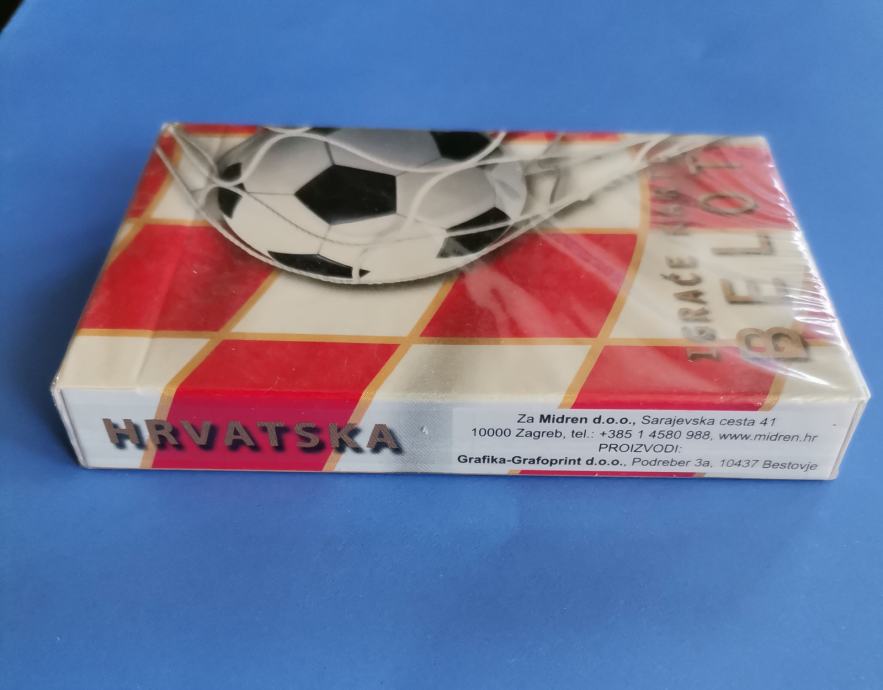 IGRAĆE
BELOT
HRVATSKA
Za Midren d.o.o., Sarajevska cesta 41
10000 Zagreb, tel.: +385 1 4580 988, www.midren.hr
PROIZVODI:
Grafika-Grafoprint d.o.o., Podreber 3a, 10437 Bestovje